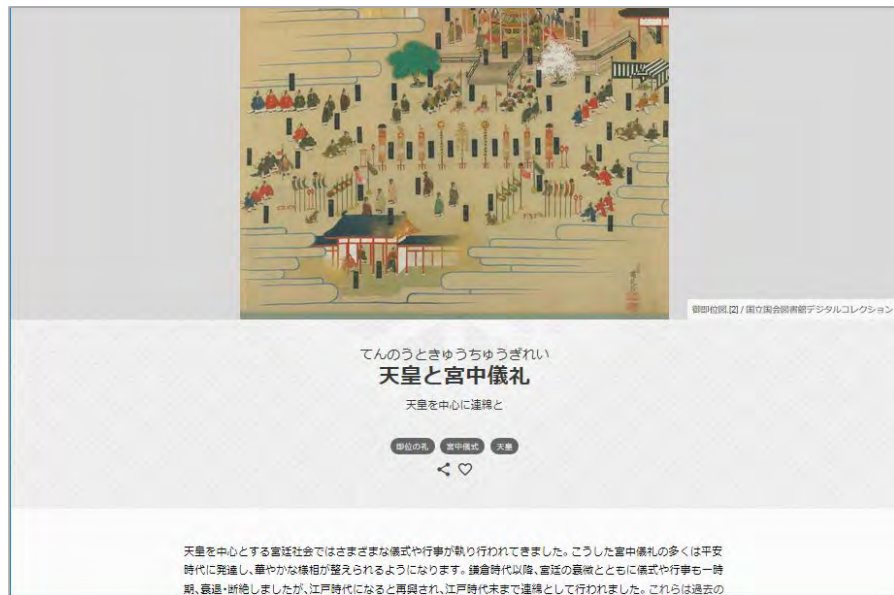 御即位図.[2] / 国立国会図書館デジタルコレクション
てんのうときゅうちゅうぎれい
天皇と宮中儀礼
天皇を中心に連綿と
即位の礼 宮中儀式 天皇
天皇を中心とする宮廷社会ではさまざまな儀式や行事が執り行われてきました。こうした宮中儀礼の多くは平安
時代に発達し、華やかな様相が整えられるようになります。鎌倉時代以降、宮廷の衰微とともに儀式や行事も一時
期、衰退・断絶しましたが、江戸時代になると再興され、江戸時代末まで連綿として行われました。これらは過去の